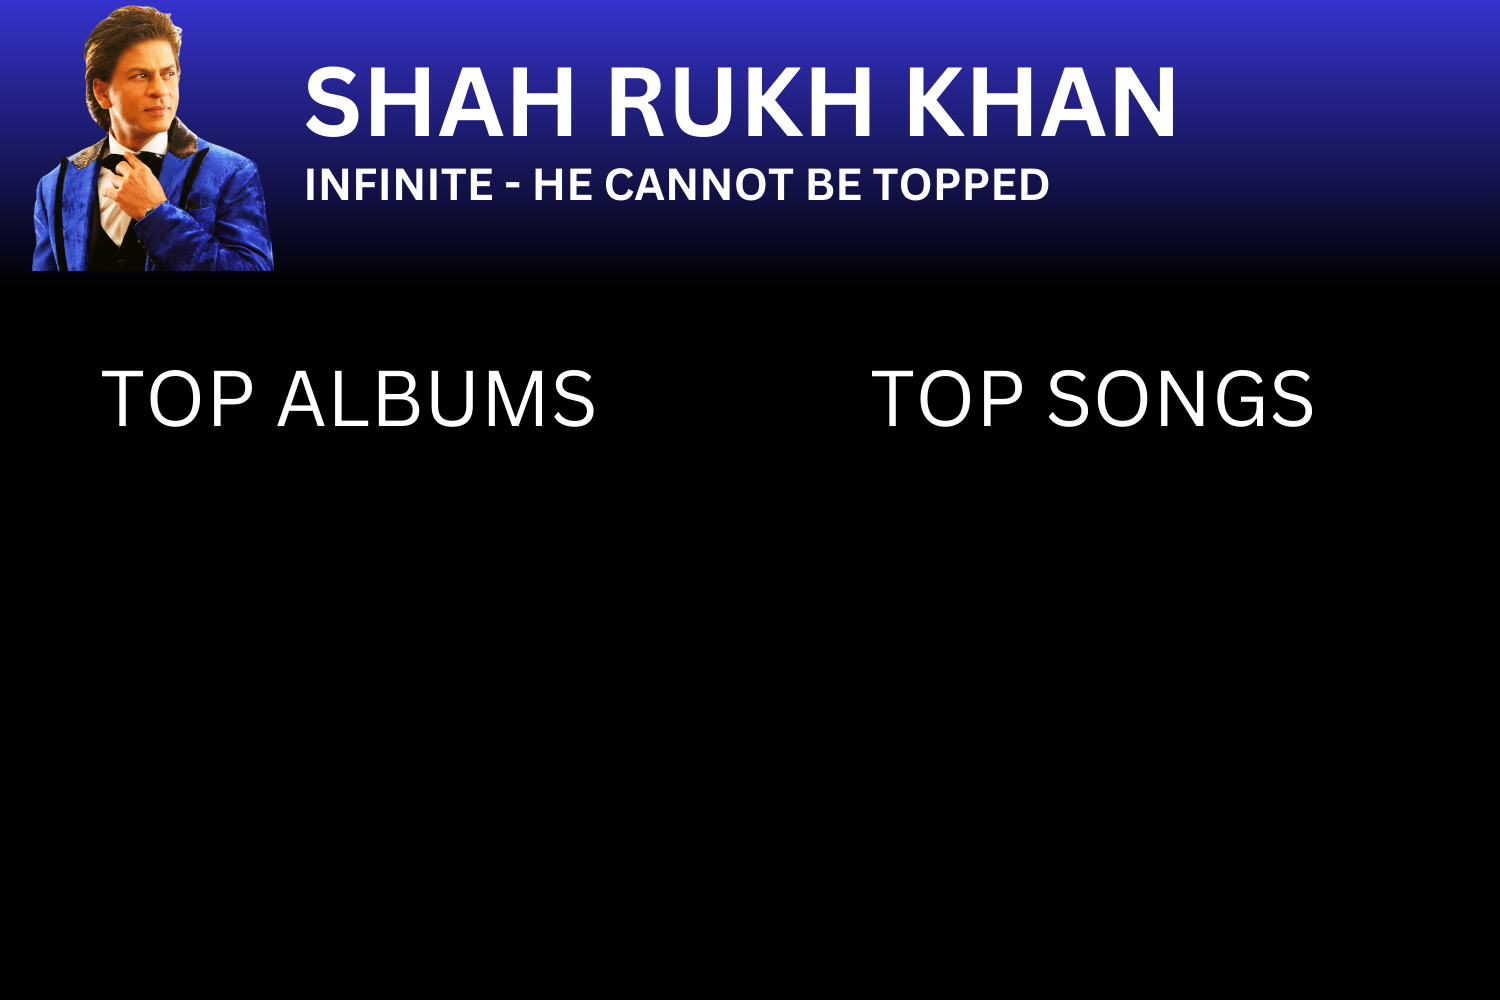 SHAH RUKH KHAN
INFINITE - HE CANNOT BE TOPPED
TOP ALBUMS
TOP SONGS